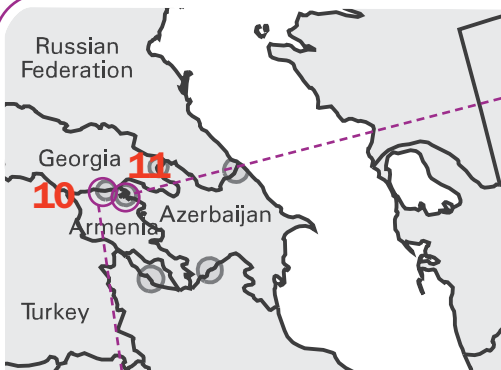 Russian
Federation
Georgia
11
10
Azerbaijan
Armenia
Turkey